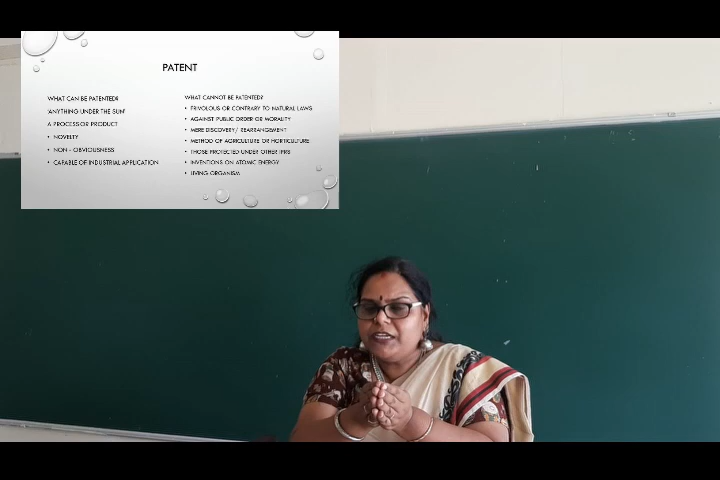 PATENT
WHAT CAN BE PATENTED?
'ANYTHING UNDER THE SUN'
A PROCESS OR PRODUCT
• NOVELTY
• NON - OBVIOUSNESS
• CAPABLE OF INDUSTRIAL APPLICATION
WHAT CANNOT BE PATENTED?
• FRIVOLOUS OR CONTRARY TO NATURAL LAWS
• AGAINST PUBLIC ORDER OR MORALITY
• MERE DISCOVERY/ REARRANGEMENT
• METHOD OF AGRICULTURE OR HORTICULTURE
• THOSE PROTECTED UNDER OTHER IPRS
• INVENTIONS ON ATOMIC ENERGY
• LIVING ORGANISM